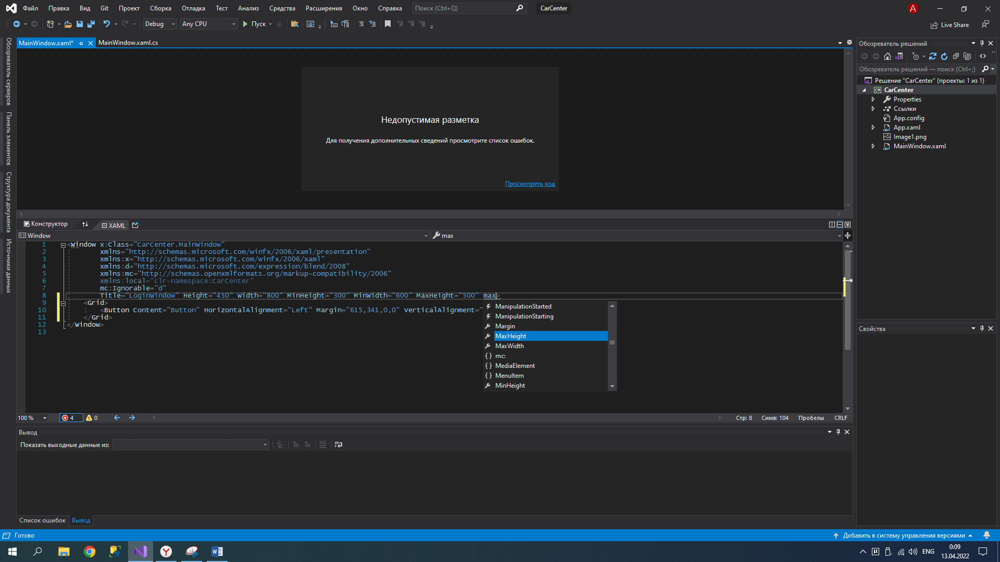 Файл Правка Вид Git Проект Сборка Отладка Тест Анализ Средства Расширения Окно Справка Поиск (Ctrl+Q) CarCenter A
Debug Any CPU Пуск Live Share
Обозреватель серверов
Панель элементов
Структура документа
Источники данных
MainWindow.xaml* MainWindow.xaml.cs
Недопустимая разметка
Для получения дополнительных сведений просмотрите список ошибок.
Просмотреть код
Конструктор XAML
Window max
1 <Window x:Class="CarCenter.MainWindow"
2 xmlns="http://schemas.microsoft.com/winfx/2006/xaml/presentation"
3 xmlns:x="http://schemas.microsoft.com/winfx/2006/xaml"
4 xmlns:d="http://schemas.microsoft.com/expression/blend/2008"
5 xmlns:mc="http://schemas.openxmlformats.org/markup-compatibility/2006"
6 xmlns:local="clr-namespace:CarCenter"
7 mc:Ignorable="d"
8 Title="LoginWindow" Height="450" Width="800" MinHeight="300" MinWidth="600" MaxHeight="500" max>
9 <Grid>
10 <Button Content="Button" HorizontalAlignment="Left" Margin="615,341,0,0" VerticalAlignment="
11 </Grid>
12 </Window>
13
ManipulationStarted
ManipulationStarting
Margin
MaxHeight
MaxWidth
mc:
MediaElement
MenuItem
MinHeight
100 % 4 0 Стр: 8 Симв: 104 Пробелы CRLF
Вывод
Показать выходные данные из:
Список ошибок Вывод
Обозреватель решений
Обозреватель решений — поиск (Ctrl+;)
Решение "CarCenter" (проекты: 1 из 1)
C# CarCenter
Properties
Ссылки
App.config
App.xaml
Image1.png
MainWindow.xaml
Свойства
Готово Добавить в систему управления версиями
ENG 0:09
13.04.2022